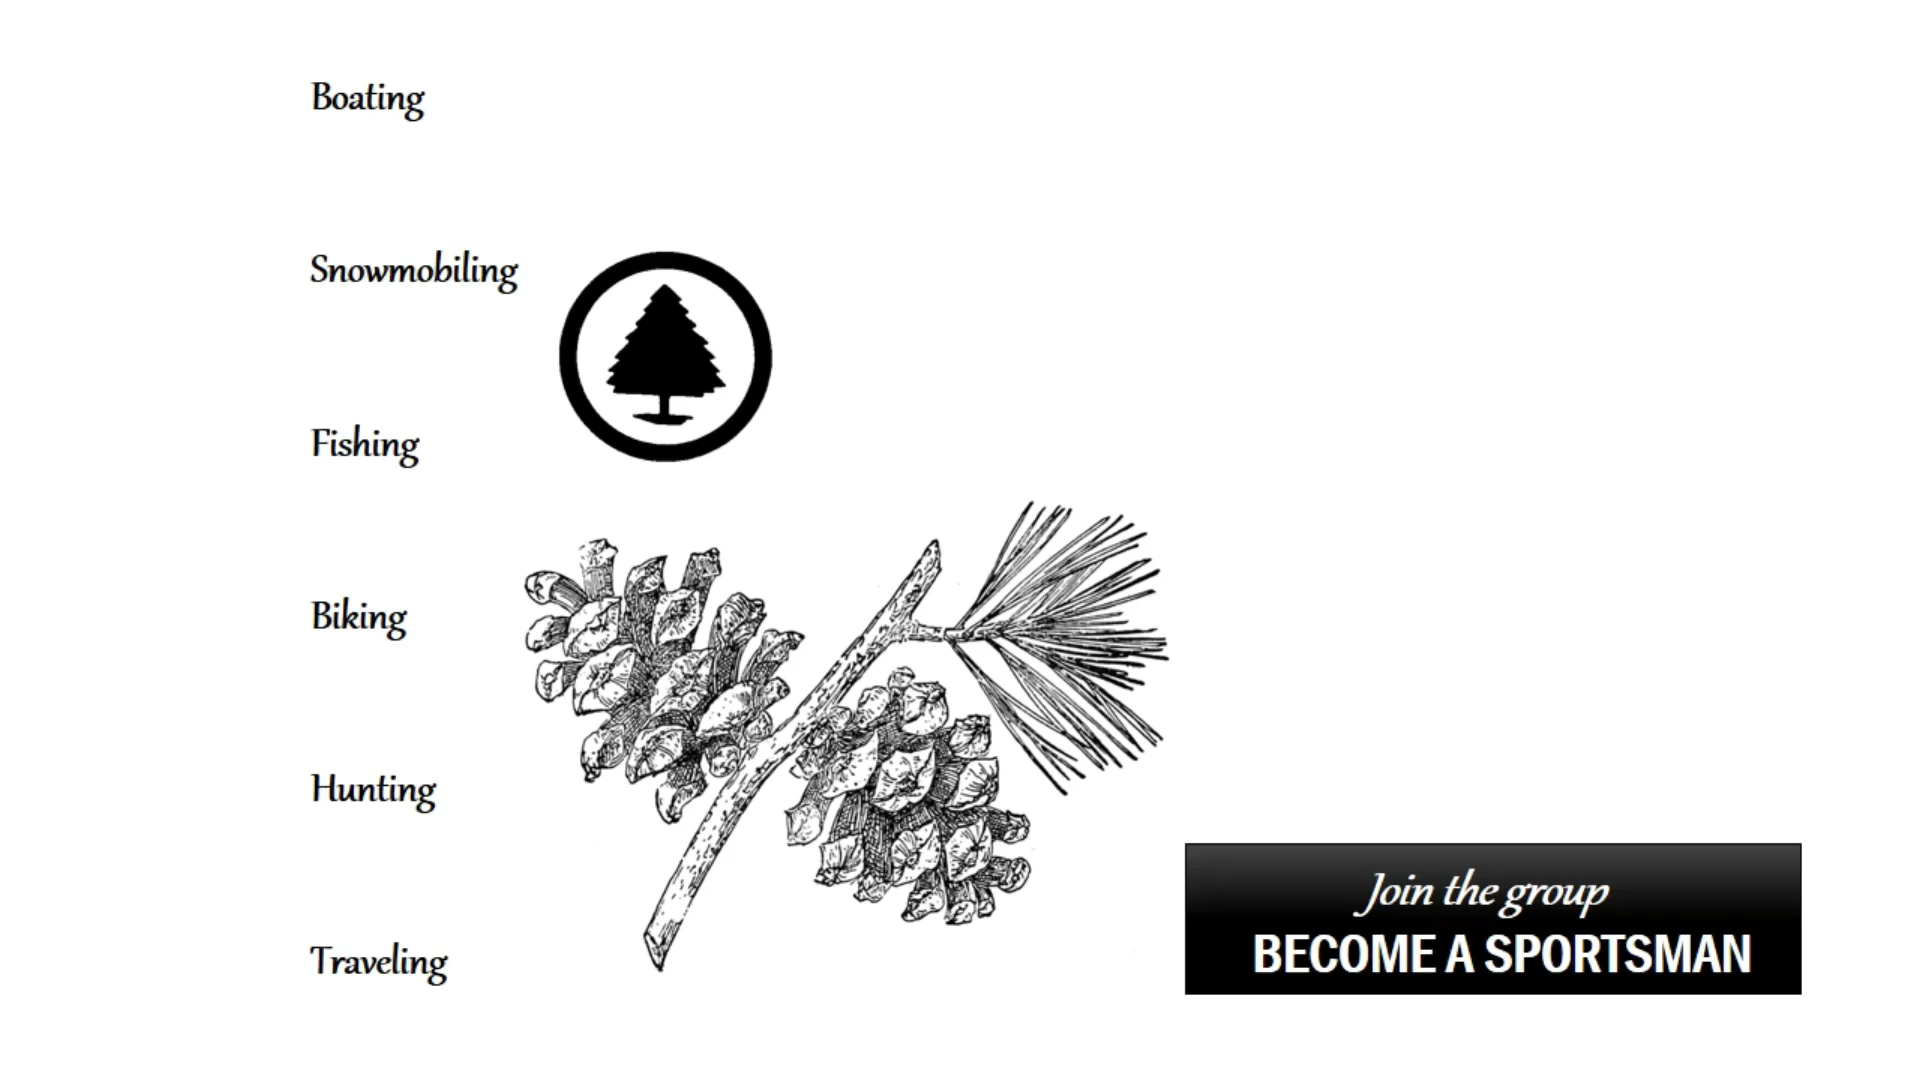 Boating
Snowmobiling
Fishing
Biking
Hunting
Traveling
Join the group
BECOME A SPORTSMAN